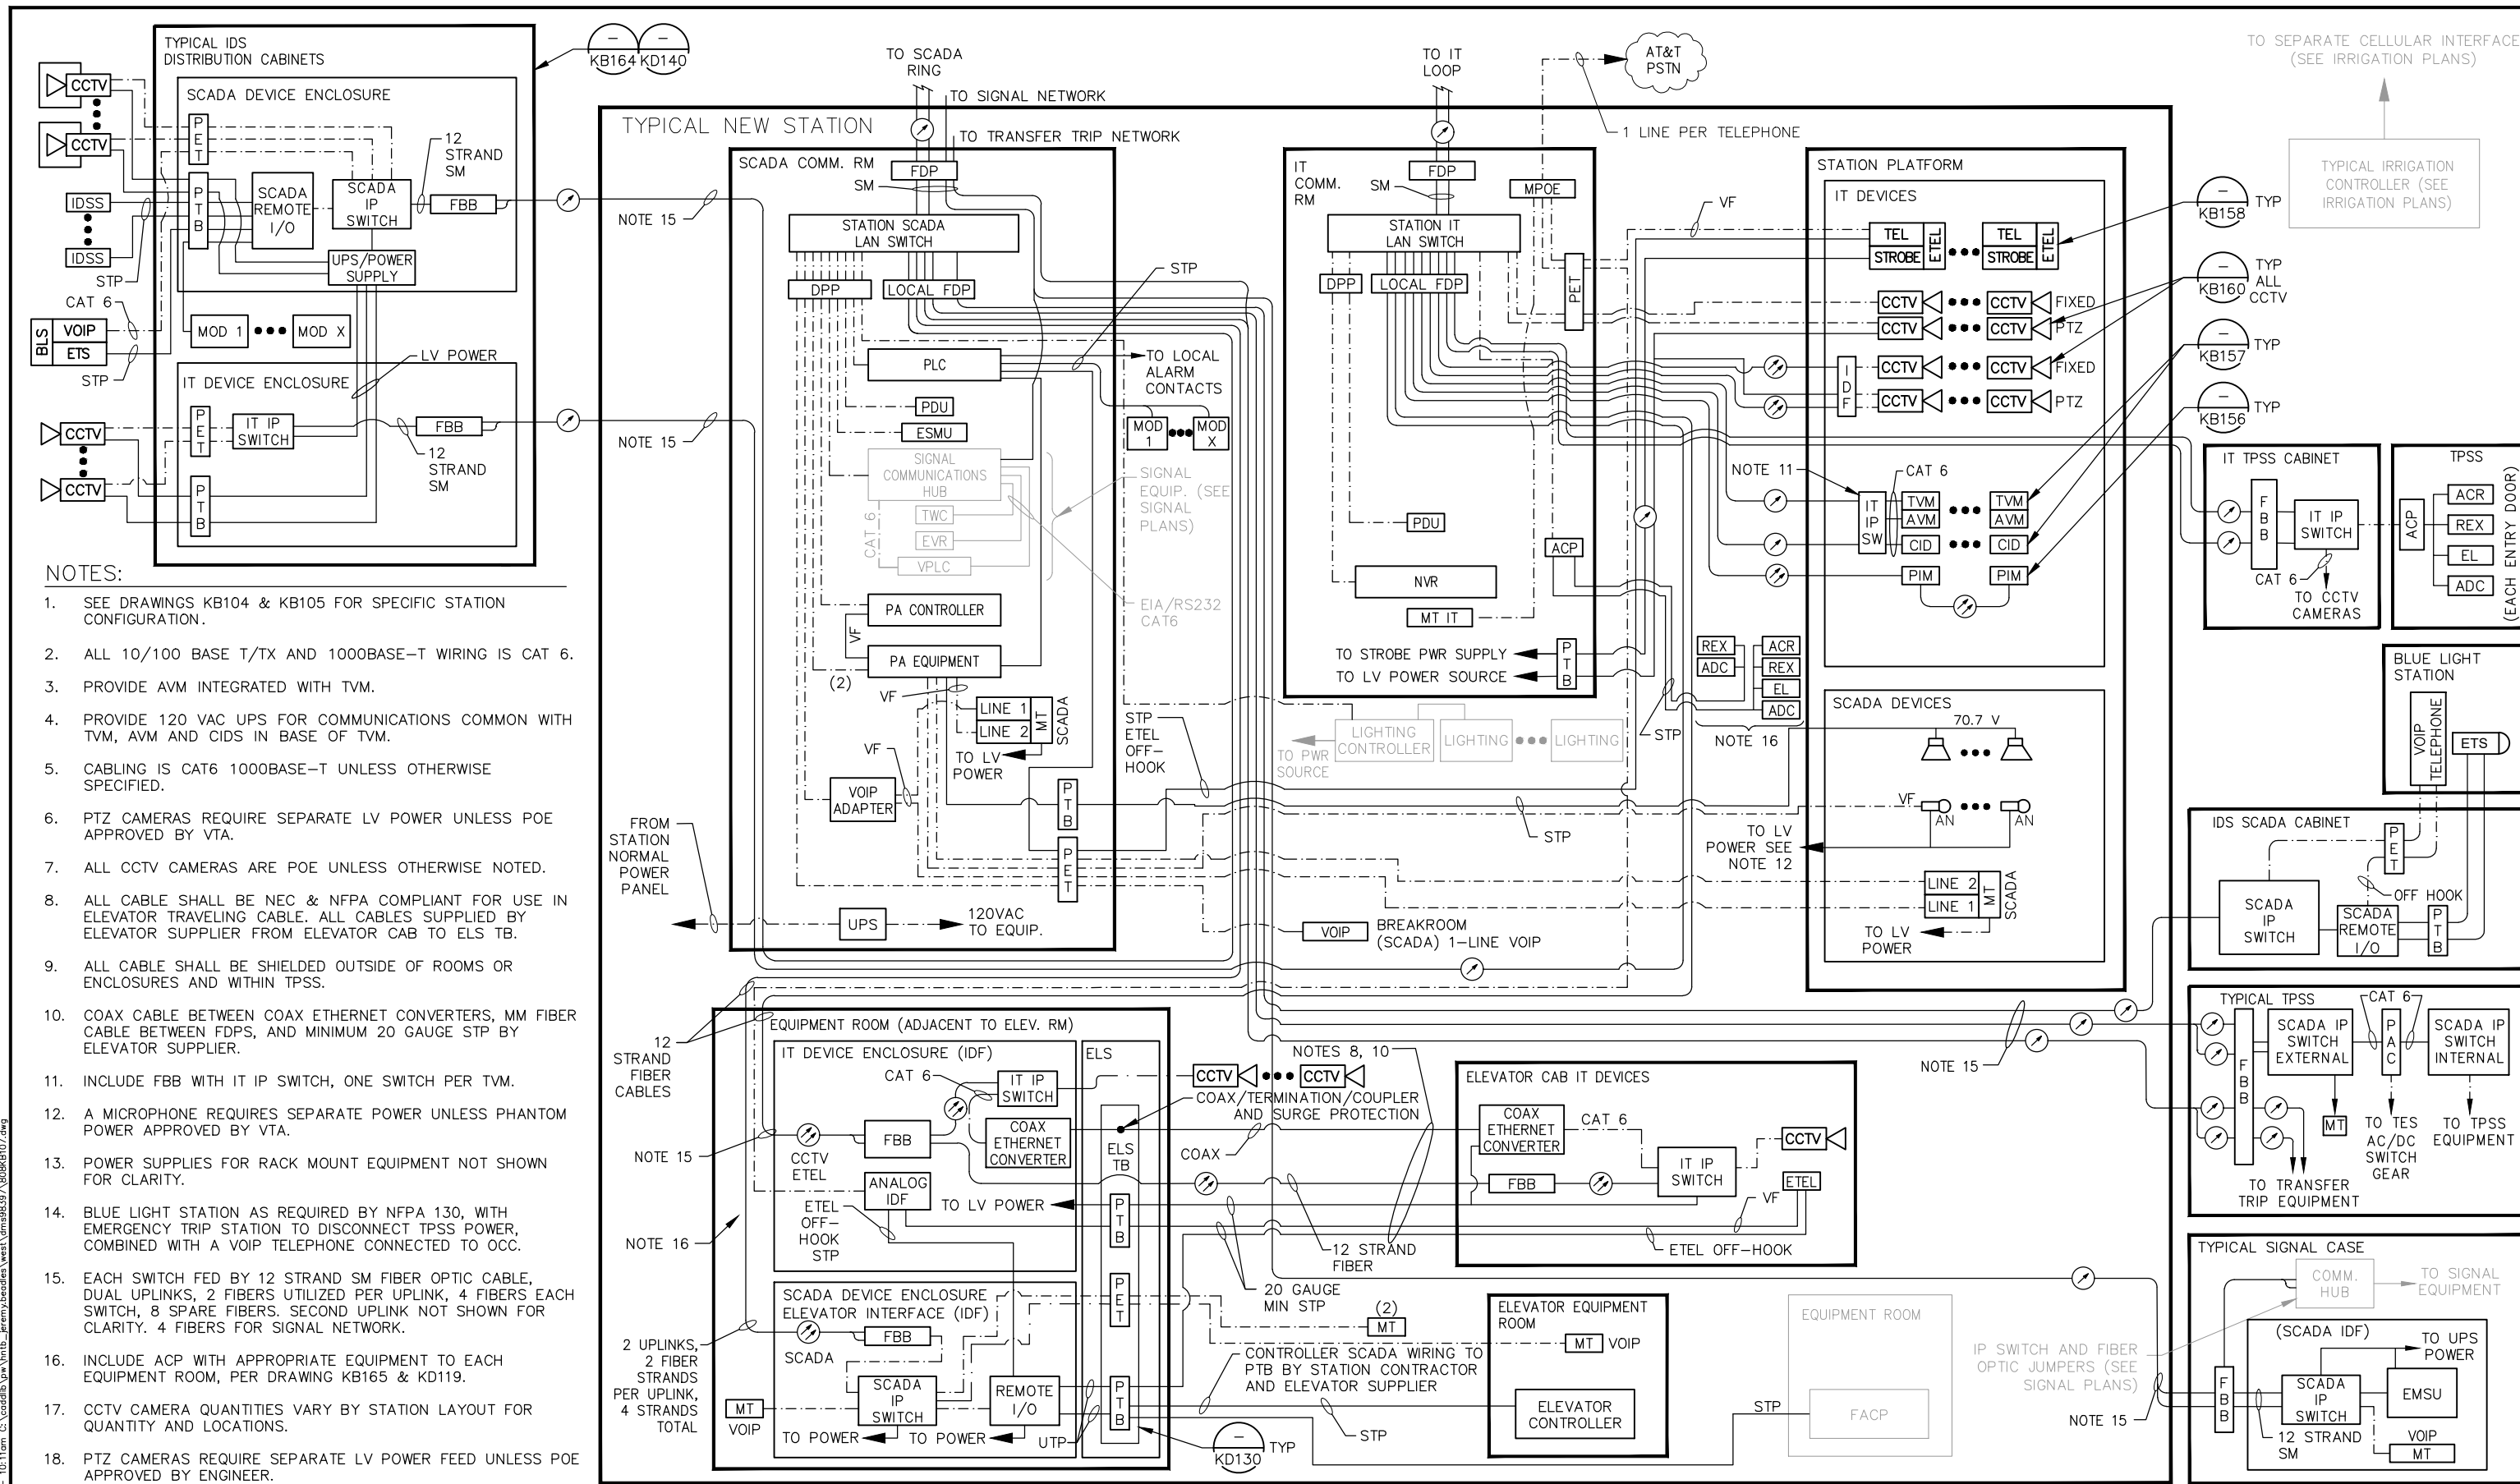 TYPICAL IDS
DISTRIBUTION CABINETS
SCADA DEVICE ENCLOSURE
CCTV
CCTV
PET
12
STRAND
SM
IDSS
IDSS
PTB
SCADA
REMOTE
I/O
SCADA
IP
SWITCH
FBB
UPS/POWER
SUPPLY
STP
CAT 6
BLS
VOIP
ETS
STP
MOD 1
MOD X
LV POWER
IT DEVICE ENCLOSURE
PET
IT IP
SWITCH
FBB
CCTV
CCTV
12
STRAND
SM
PTB
–
KB164
–
KD140
NOTES:
1. SEE DRAWINGS KB104 & KB105 FOR SPECIFIC STATION
CONFIGURATION.
2. ALL 10/100 BASE T/TX AND 1000BASE–T WIRING IS CAT 6.
3. PROVIDE AVM INTEGRATED WITH TVM.
4. PROVIDE 120 VAC UPS FOR COMMUNICATIONS COMMON WITH
TVM, AVM AND CIDS IN BASE OF TVM.
5. CABLING IS CAT6 1000BASE–T UNLESS OTHERWISE
SPECIFIED.
6. PTZ CAMERAS REQUIRE SEPARATE LV POWER UNLESS POE
APPROVED BY VTA.
7. ALL CCTV CAMERAS ARE POE UNLESS OTHERWISE NOTED.
8. ALL CABLE SHALL BE NEC & NFPA COMPLIANT FOR USE IN
ELEVATOR TRAVELING CABLE. ALL CABLES SUPPLIED BY
ELEVATOR SUPPLIER FROM ELEVATOR CAB TO ELS TB.
9. ALL CABLE SHALL BE SHIELDED OUTSIDE OF ROOMS OR
ENCLOSURES AND WITHIN TPSS.
10. COAX CABLE BETWEEN COAX ETHERNET CONVERTERS, MM FIBER
CABLE BETWEEN FDPS, AND MINIMUM 20 GAUGE STP BY
ELEVATOR SUPPLIER.
11. INCLUDE FBB WITH IT IP SWITCH, ONE SWITCH PER TVM.
12. A MICROPHONE REQUIRES SEPARATE POWER UNLESS PHANTOM
POWER APPROVED BY VTA.
13. POWER SUPPLIES FOR RACK MOUNT EQUIPMENT NOT SHOWN
FOR CLARITY.
14. BLUE LIGHT STATION AS REQUIRED BY NFPA 130, WITH
EMERGENCY TRIP STATION TO DISCONNECT TPSS POWER,
COMBINED WITH A VOIP TELEPHONE CONNECTED TO OCC.
15. EACH SWITCH FED BY 12 STRAND SM FIBER OPTIC CABLE,
DUAL UPLINKS, 2 FIBERS UTILIZED PER UPLINK, 4 FIBERS EACH
SWITCH, 8 SPARE FIBERS. SECOND UPLINK NOT SHOWN FOR
CLARITY. 4 FIBERS FOR SIGNAL NETWORK.
16. INCLUDE ACP WITH APPROPRIATE EQUIPMENT TO EACH
EQUIPMENT ROOM, PER DRAWING KB165 & KD119.
17. CCTV CAMERA QUANTITIES VARY BY STATION LAYOUT FOR
QUANTITY AND LOCATIONS.
18. PTZ CAMERAS REQUIRE SEPARATE LV POWER FEED UNLESS POE
APPROVED BY ENGINEER.
TYPICAL NEW STATION
TO SCADA
RING
TO SIGNAL NETWORK
TO TRANSFER TRIP NETWORK
NOTE 15
NOTE 15
SCADA COMM. RM
FDP
SM
STATION SCADA
LAN SWITCH
DPP
LOCAL FDP
STP
PLC
TO LOCAL
ALARM
CONTACTS
PDU
ESMU
MOD
1
MOD
X
SIGNAL
COMMUNICATIONS
HUB
TWC
EVR
VPLC
CAT 6
SIGNAL
EQUIP. (SEE
SIGNAL
PLANS)
EIA/RS232
CAT6
PA CONTROLLER
VF
PA EQUIPMENT
(2)
VF
LINE 1
LINE 2
MT
SCADA
TO LV
POWER
VF
VOIP
ADAPTER
PTB
PET
STP
ETEL
OFF–
HOOK
STP
FROM
STATION
NORMAL
POWER
PANEL
UPS
120VAC
TO EQUIP.
VOIP
BREAKROOM
(SCADA) 1–LINE VOIP
TO IT
LOOP
AT&T
PSTN
1 LINE PER TELEPHONE
IT
COMM.
RM
FDP
SM
MPOE
STATION IT
LAN SWITCH
DPP
LOCAL FDP
PET
VF
PDU
ACP
NVR
MT IT
TO STROBE PWR SUPPLY
TO LV POWER SOURCE
PTB
LIGHTING
CONTROLLER
LIGHTING
LIGHTING
TO PWR
SOURCE
STP
REX
ADC
ACR
REX
EL
ADC
NOTE 16
STATION PLATFORM
IT DEVICES
TEL
STROBE
ETEL
TEL
STROBE
ETEL
CCTV
CCTV
FIXED
CCTV
CCTV
PTZ
IDF
CCTV
CCTV
FIXED
CCTV
CCTV
PTZ
NOTE 11
CAT 6
IT
IP
SW
TVM
AVM
TVM
AVM
CID
CID
PIM
PIM
SCADA DEVICES
70.7 V
VF
AN
AN
TO LV
POWER SEE
NOTE 12
LINE 2
LINE 1
MT
SCADA
TO LV
POWER
–
KB158
TYP
–
KB160
TYP
ALL
CCTV
–
KB157
TYP
–
KB156
TYP
TO SEPARATE CELLULAR INTERFACE
(SEE IRRIGATION PLANS)
TYPICAL IRRIGATION
CONTROLLER (SEE
IRRIGATION PLANS)
IT TPSS CABINET
FBB
IT IP
SWITCH
CAT 6
TO CCTV
CAMERAS
TPSS
ACP
ACR
REX
EL
ADC
(EACH ENTRY DOOR)
BLUE LIGHT
STATION
VOIP
TELEPHONE
ETS
IDS SCADA CABINET
PET
OFF HOOK
SCADA
IP
SWITCH
SCADA
REMOTE
I/O
PTB
TYPICAL TPSS
CAT 6
SCADA IP
SWITCH
EXTERNAL
PAC
SCADA IP
SWITCH
INTERNAL
FBB
MT
TO TES
AC/DC
SWITCH
GEAR
TO TPSS
EQUIPMENT
TO TRANSFER
TRIP EQUIPMENT
NOTE 15
TYPICAL SIGNAL CASE
COMM.
HUB
TO SIGNAL
EQUIPMENT
(SCADA IDF)
TO UPS
POWER
FBB
SCADA
IP
SWITCH
EMSU
12 STRAND
SM
VOIP
MT
IP SWITCH AND FIBER
OPTIC JUMPERS (SEE
SIGNAL PLANS)
NOTE 15
12
STRAND
FIBER
CABLES
NOTE 15
NOTE 16
2 UPLINKS,
2 FIBER
STRANDS
PER UPLINK,
4 STRANDS
TOTAL
EQUIPMENT ROOM (ADJACENT TO ELEV. RM)
IT DEVICE ENCLOSURE (IDF)
CAT 6
IT IP
SWITCH
FBB
CCTV
ETEL
COAX
ETHERNET
CONVERTER
ANALOG
IDF
ETEL
OFF–
HOOK
STP
TO LV POWER
ELS
ELS
TB
PTB
PET
PTB
SCADA DEVICE ENCLOSURE
ELEVATOR INTERFACE (IDF)
FBB
SCADA
SCADA
IP
SWITCH
REMOTE
I/O
MT
VOIP
TO POWER
TO POWER
UTP
–
KD130
TYP
CCTV
CCTV
COAX/TERMINATION/COUPLER
AND SURGE PROTECTION
NOTES 8, 10
COAX
12 STRAND
FIBER
20 GAUGE
MIN STP
(2)
MT
CONTROLLER SCADA WIRING TO
PTB BY STATION CONTRACTOR
AND ELEVATOR SUPPLIER
STP
ELEVATOR CAB IT DEVICES
COAX
ETHERNET
CONVERTER
CAT 6
FBB
IT IP
SWITCH
CCTV
ETEL
VF
ETEL OFF–HOOK
ELEVATOR EQUIPMENT
ROOM
MT
VOIP
ELEVATOR
CONTROLLER
STP
EQUIPMENT ROOM
FACP